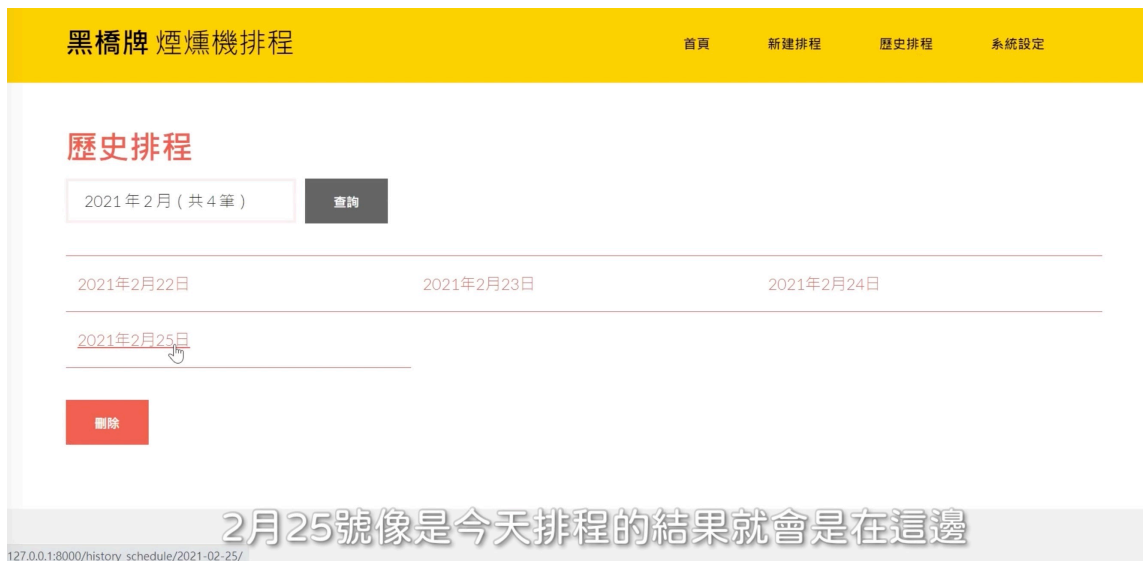 黑橋牌 煙燻機排程
首頁 新建排程 歷史排程 系統設定
歷史排程
2021年2月(共4筆) 查詢
2021年2月22日 2021年2月23日 2021年2月24日
2021年2月25日
刪除
2月25號像是今天排程的結果就會是在這邊
127.0.0.1:8000/history_schedule/2021-02-25/